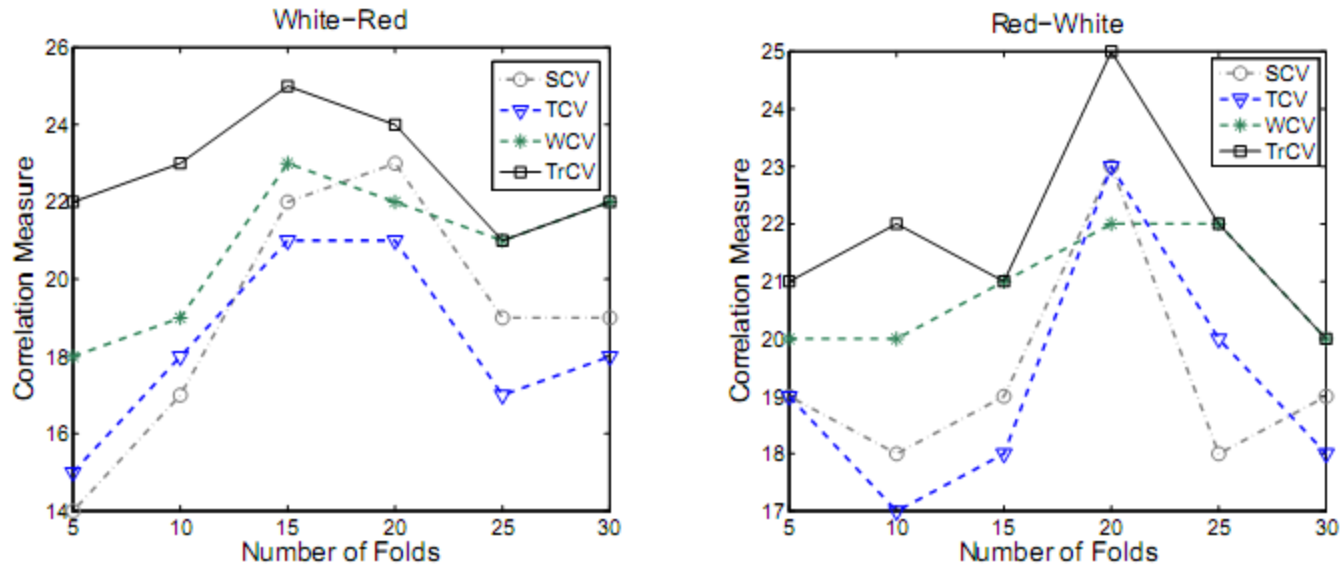 White-Red
26
24
22
20
18
16
14
5 10 15 20 25 30
Correlation Measure
Number of Folds
SCV
TCV
WCV
TrCV
Red-White
25
24
23
22
21
20
19
18
17
5 10 15 20 25 30
Correlation Measure
Number of Folds
SCV
TCV
WCV
TrCV